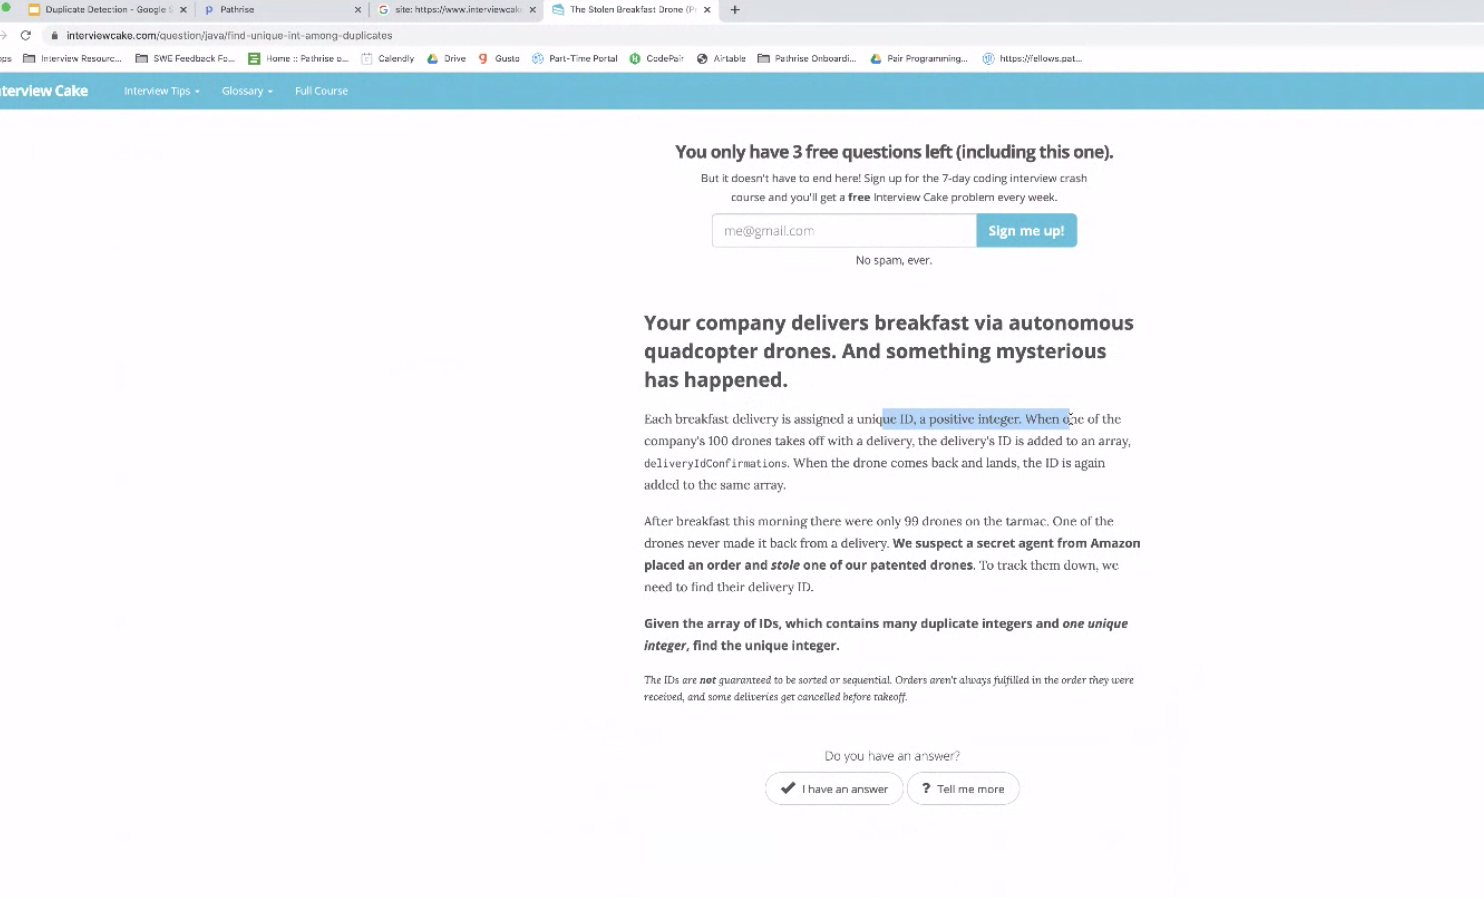 Duplicate Detection - Google S
Pathrise
site: https://www.interviewcak
The Stolen Breakfast Drone (P
interviewcake.com/question/java/find-unique-int-among-duplicates
ps Interview Resourc... SWE Feedback Fo... Home :: Pathrise o... Calendly Drive Gusto Part-Time Portal CodePair Airtable Pathrise Onboardi... Pair Programming... https://fellows.pat...
terview Cake Interview Tips Glossary Full Course
You only have 3 free questions left (including this one).
But it doesn't have to end here! Sign up for the 7-day coding interview crash
course and you'll get a free Interview Cake problem every week.
me@gmail.com Sign me up!
No spam, ever.
Your company delivers breakfast via autonomous
quadcopter drones. And something mysterious
has happened.
Each breakfast delivery is assigned a unique ID, a positive integer. When one of the
company's 100 drones takes off with a delivery, the delivery's ID is added to an array,
deliveryIdConfirmations. When the drone comes back and lands, the ID is again
added to the same array.
After breakfast this morning there were only 99 drones on the tarmac. One of the
drones never made it back from a delivery. We suspect a secret agent from Amazon
placed an order and stole one of our patented drones. To track them down, we
need to find their delivery ID.
Given the array of IDs, which contains many duplicate integers and one unique
integer, find the unique integer.
The IDs are not guaranteed to be sorted or sequential. Orders aren't always fulfilled in the order they were
received, and some deliveries get cancelled before takeoff.
Do you have an answer?
I have an answer ? Tell me more